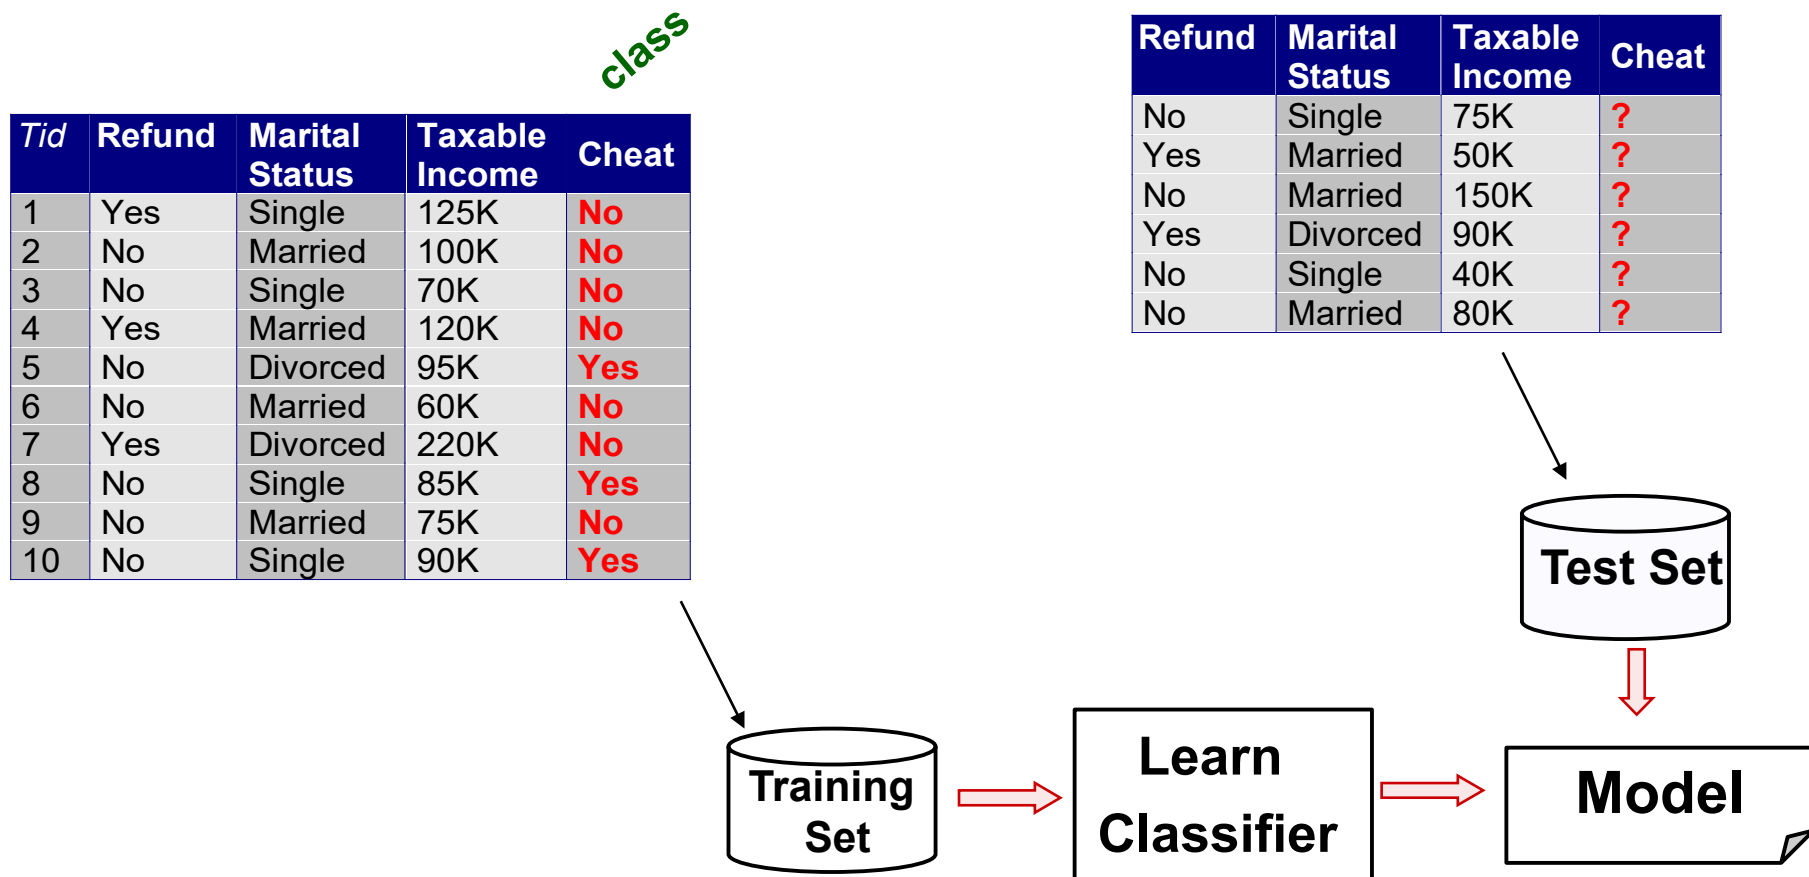 class
Tid Refund Marital Status Taxable Income Cheat
1 Yes Single 125K No
2 No Married 100K No
3 No Single 70K No
4 Yes Married 120K No
5 No Divorced 95K Yes
6 No Married 60K No
7 Yes Divorced 220K No
8 No Single 85K Yes
9 No Married 75K No
10 No Single 90K Yes
Refund Marital Status Taxable Income Cheat
No Single 75K ?
Yes Married 50K ?
No Married 150K ?
Yes Divorced 90K ?
No Single 40K ?
No Married 80K ?
Test Set
Training
Set
Learn
Classifier
Model